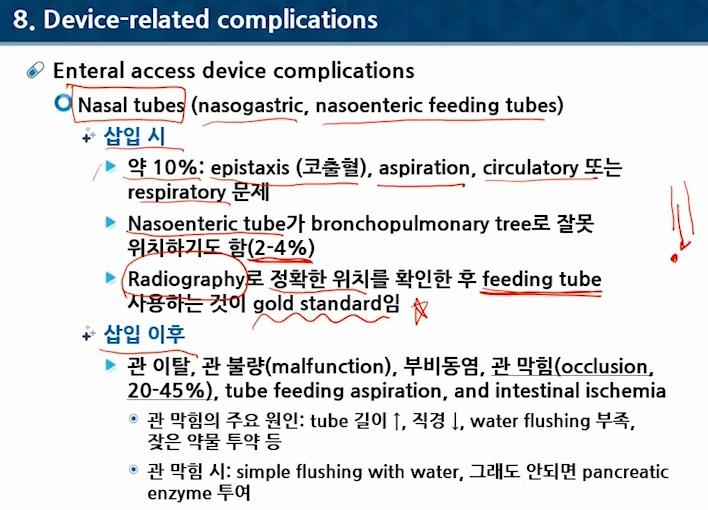 8. Device-related complications
Enteral access device complications
Nasal tubes (nasogastric, nasoenteric feeding tubes)
삽입 시
약 10%: epistaxis (코출혈), aspiration, circulatory 또는
respiratory 문제
Nasoenteric tube가 bronchopulmonary tree로 잘못
위치하기도 함(2-4%)
Radiography로 정확한 위치를 확인한 후 feeding tube
사용하는 것이 gold standard임
삽입 이후
관 이탈, 관 불량(malfunction), 부비동염, 관 막힘(occlusion,
20-45%), tube feeding aspiration, and intestinal ischemia
관 막힘의 주요 원인: tube 길이↑, 직경↓, water flushing 부족,
잦은 약물 투약 등
관 막힘 시: simple flushing with water, 그래도 안되면 pancreatic
enzyme 투여